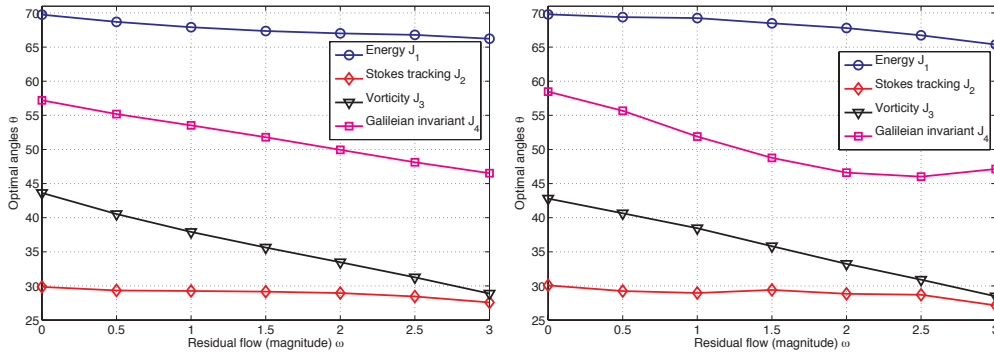 70
65
60
55
50
45
40
35
30
25
Optimal angles θ
0
0.5
1
1.5
2
2.5
3
Residual flow (magnitude) ω
Energy J1
Stokes tracking J2
Vorticity J3
Galileian invariant J4
70
65
60
55
50
45
40
35
30
25
Optimal angles θ
0
0.5
1
1.5
2
2.5
3
Residual flow (magnitude) ω
Energy J1
Stokes tracking J2
Vorticity J3
Galileian invariant J4